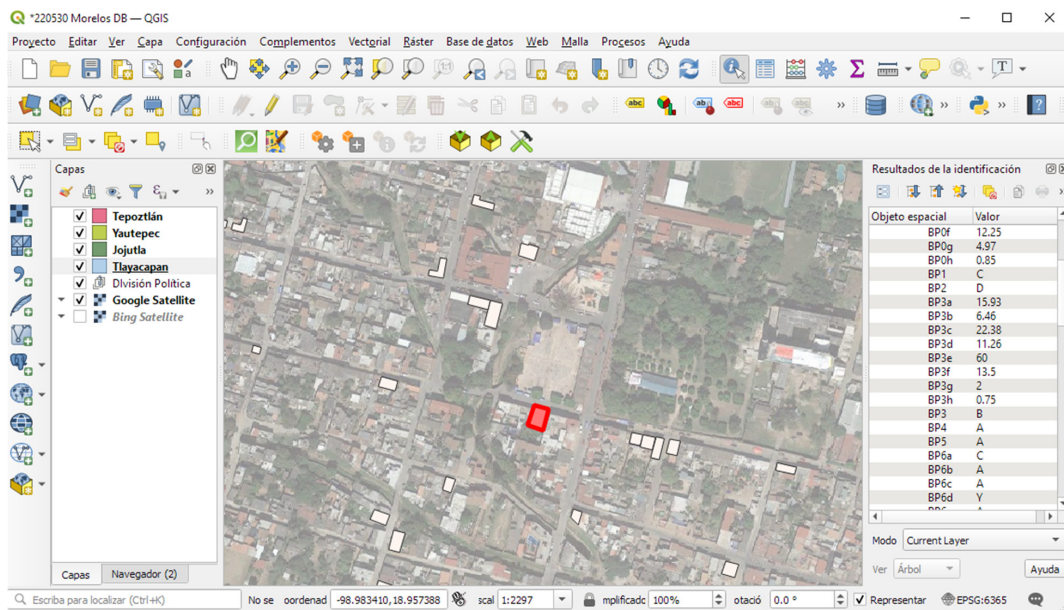 *220530 Morelos DB — QGIS
Proyecto Editar Ver Capa Configuración Complementos Vectorial Ráster Base de datos Web Malla Procesos Ayuda
abc abc abc
Capas
Tepoztlán
Yautepec
Jojutla
Tlayacapan
División Política
Google Satellite
Bing Satellite
Capas Navegador (2)
Resultados de la identificación
Objeto espacial Valor
BP0f 12.25
BP0g 4.97
BP0h 0.85
BP1 C
BP2 D
BP3a 15.93
BP3b 6.46
BP3c 22.38
BP3d 11.26
BP3e 60
BP3f 13.5
BP3g 2
BP3h 0.75
BP3 B
BP4 A
BP5 A
BP6a C
BP6b A
BP6c A
BP6d Y
Modo Current Layer
Ver Árbol Ayuda
Escriba para localizar (Ctrl+K) No se oordenad -98.983410,18.957388 scal 1:2297 mplificadc 100% otació 0.0 ° Representar EPSG:6365